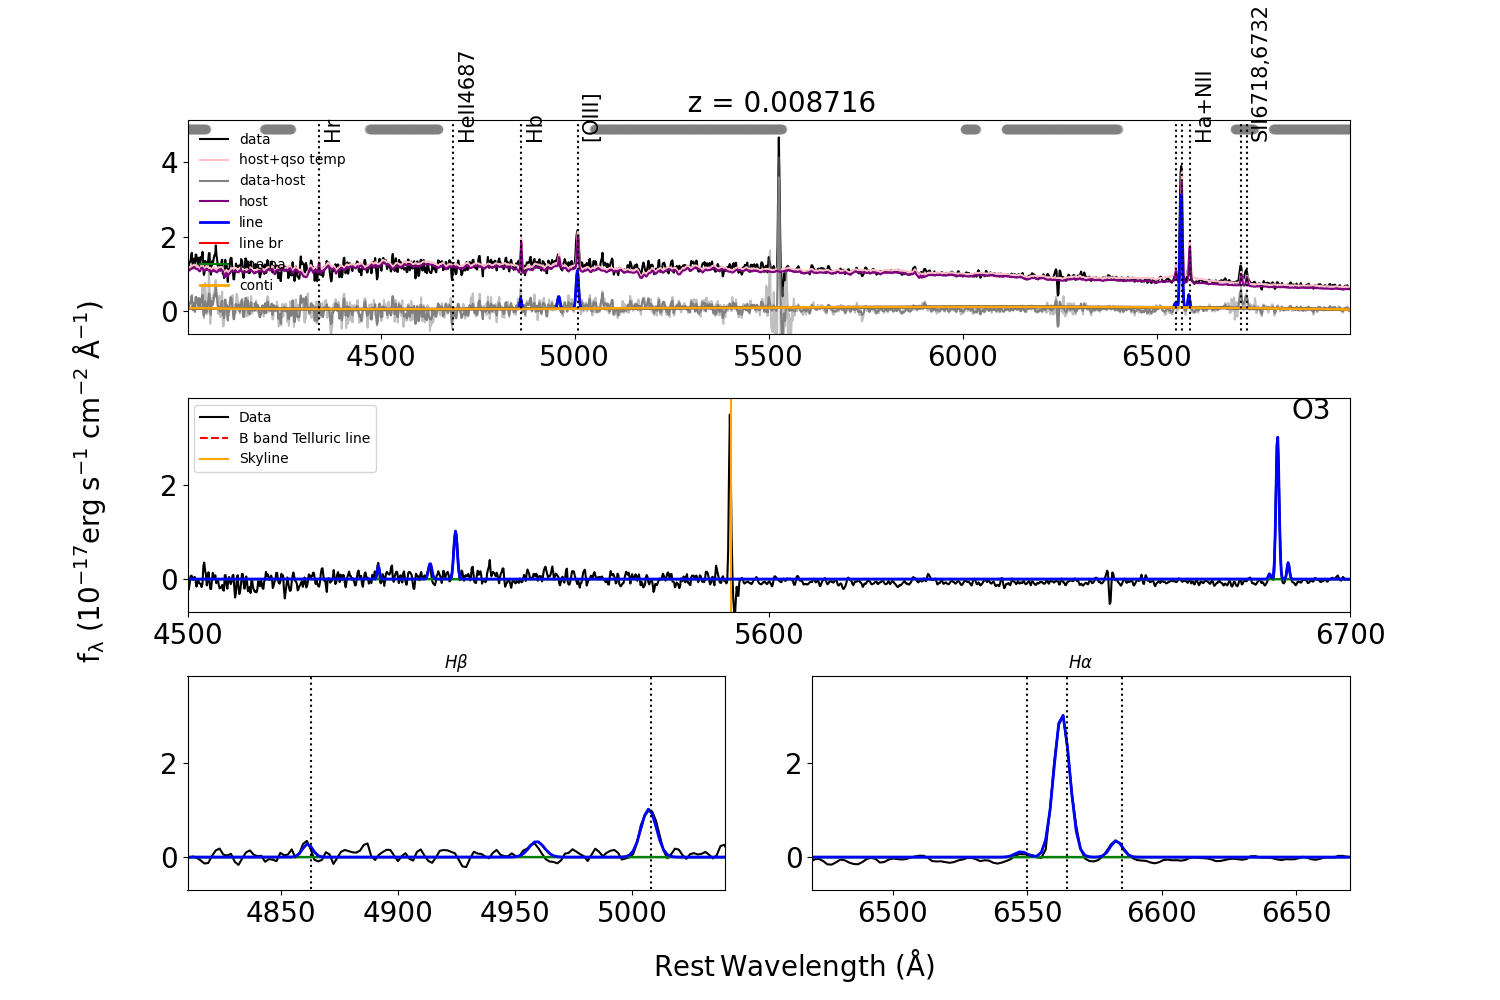 z = 0.008716
Hr
HeII4687
Hb
[OIII]
Ha+NII
SII6718,6732
data
host+qso temp
data-host
host
line
line br
conti
4
2
0
4500 5000 5500 6000 6500
fλ (10⁻¹⁷erg s⁻¹ cm⁻² Å⁻¹)
O3
Data
B band Telluric line
Skyline
2
0
4500 5600 6700
Hβ
2
0
4850 4900 4950 5000
Hα
2
0
6500 6550 6600 6650
Rest Wavelength (Å)